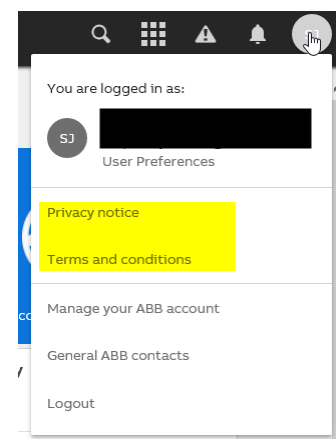 You are logged in as:
SJ
User Preferences
Privacy notice
Terms and conditions
Manage your ABB account
General ABB contacts
Logout